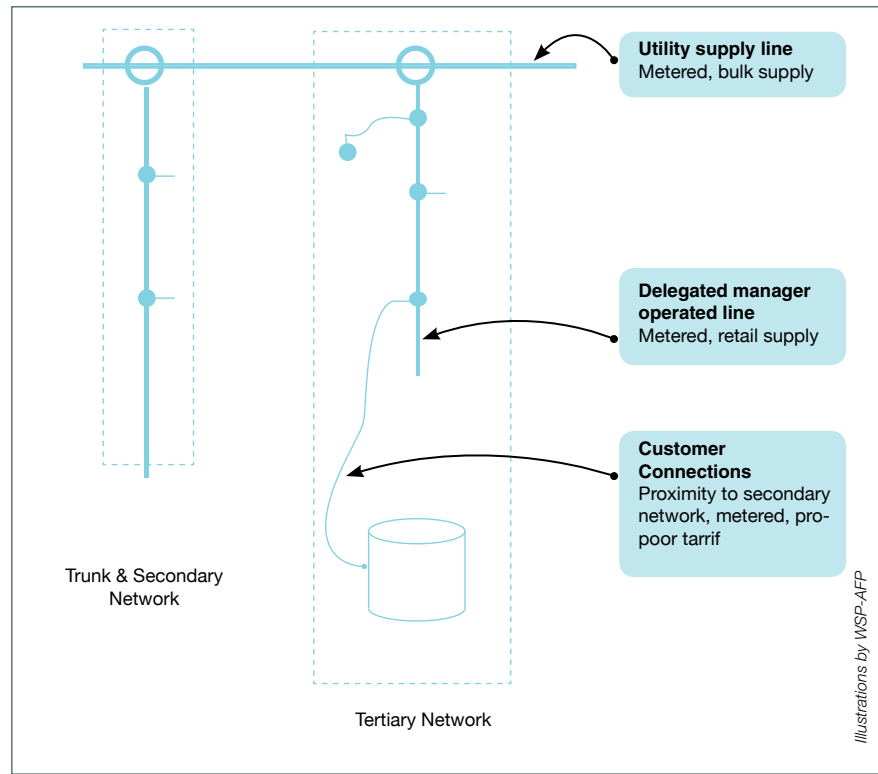 Utility supply line
Metered, bulk supply
Delegated manager
operated line
Metered, retail supply
Customer
Connections
Proximity to secondary
network, metered, pro-
poor tarrif
Trunk & Secondary
Network
Tertiary Network
Illustrations by WSP-AFP